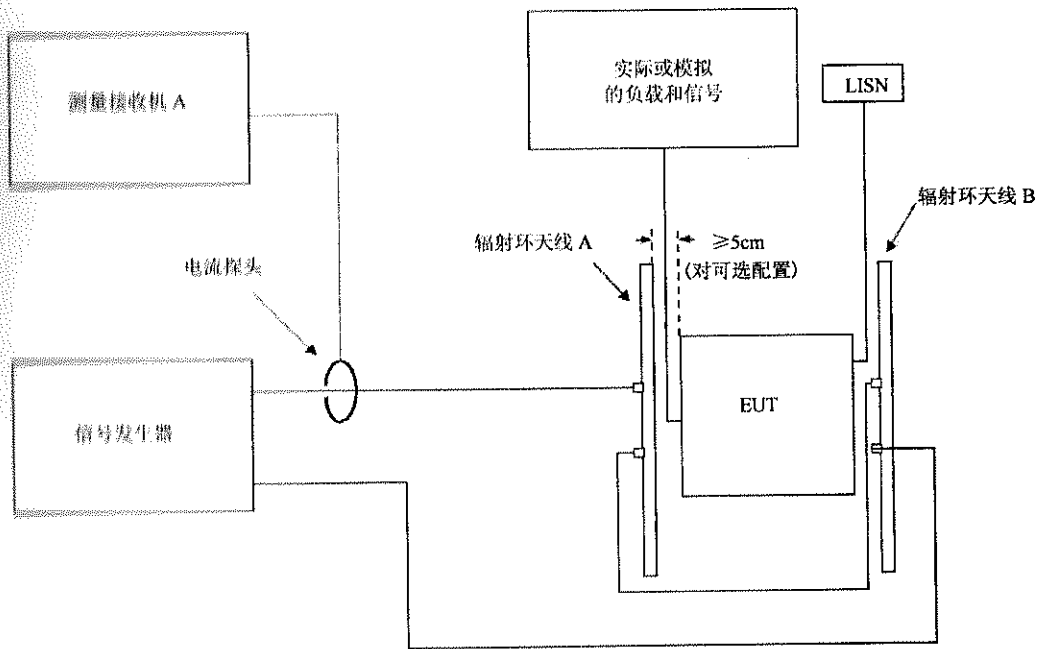 测量接收机 A
实际或模拟
的负载和信号
LISN
辐射环天线 B
辐射环天线 A
≥5cm
(对可选配置)
电流探头
EUT
信号发生器